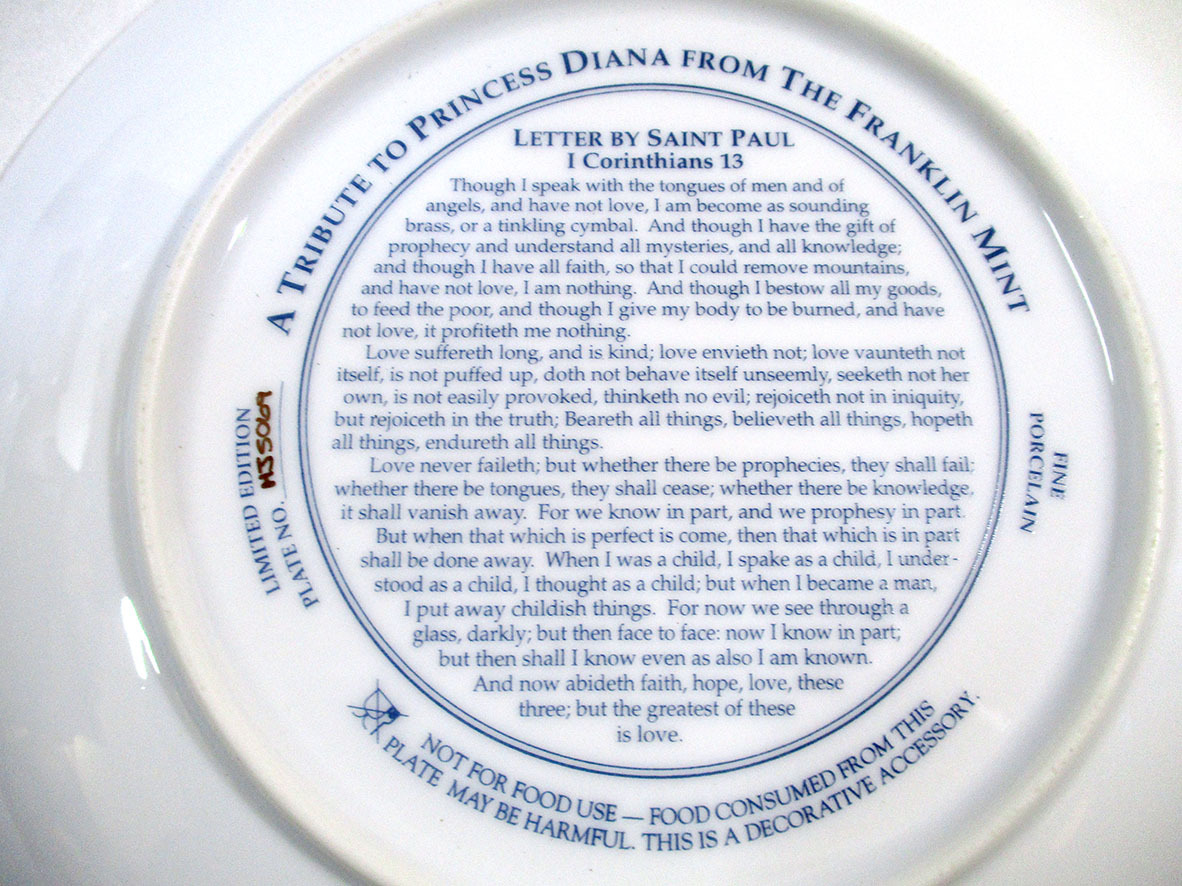 A TRIBUTE TO PRINCESS DIANA FROM THE FRANKLIN MINT
LETTER BY SAINT PAUL
I Corinthians 13
Though I speak with the tongues of men and of
angels, and have not love, I am become as sounding
brass, or a tinkling cymbal. And though I have the gift of
prophecy and understand all mysteries, and all knowledge;
and though I have all faith, so that I could remove mountains,
and have not love, I am nothing. And though I bestow all my goods,
to feed the poor, and though I give my body to be burned, and have
not love, it profiteth me nothing.
Love suffereth long, and is kind; love envieth not; love vaunteth not
itself, is not puffed up, doth not behave itself unseemly, seeketh not her
own, is not easily provoked, thinketh no evil; rejoiceth not in iniquity,
but rejoiceth in the truth; Beareth all things, believeth all things, hopeth
all things, endureth all things.
Love never faileth; but whether there be prophecies, they shall fail;
whether there be tongues, they shall cease; whether there be knowledge,
it shall vanish away. For we know in part, and we prophesy in part.
But when that which is perfect is come, then that which is in part
shall be done away. When I was a child, I spake as a child, I under-
stood as a child, I thought as a child; but when I became a man,
I put away childish things. For now we see through a
glass, darkly; but then face to face: now I know in part;
but then shall I know even as also I am known.
And now abideth faith, hope, love, these
three; but the greatest of these
is love.
LIMITED EDITION
PLATE NO. HJ5069
FINE
PORCELAIN
NOT FOR FOOD USE — FOOD CONSUMED FROM THIS
PLATE MAY BE HARMFUL. THIS IS A DECORATIVE ACCESSORY.